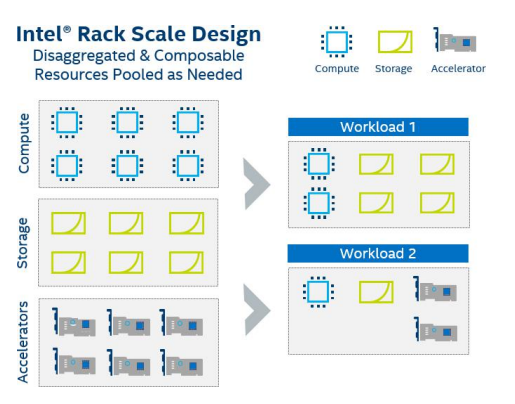 Intel® Rack Scale Design
Disaggregated & Composable
Resources Pooled as Needed
Compute
Storage
Accelerator
Compute
Storage
Accelerators
Workload 1
Workload 2